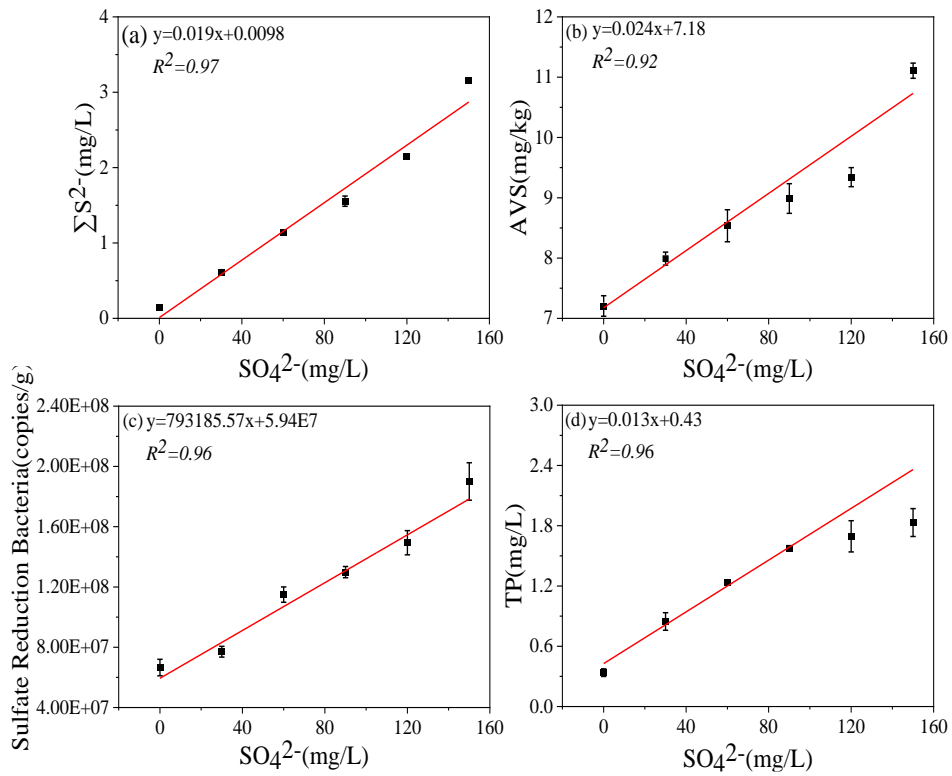 (a) y=0.019x+0.0098
R²=0.97
4
3
2
1
0
∑S²⁻(mg/L)
0 40 80 120 160
SO₄²⁻(mg/L)
(b) y=0.024x+7.18
R²=0.92
11
10
9
8
7
AVS(mg/kg)
0 40 80 120 160
SO₄²⁻(mg/L)
(c) y=793185.57x+5.94E7
R²=0.96
2.40E+08
2.00E+08
1.60E+08
1.20E+08
8.00E+07
4.00E+07
Sulfate Reduction Bacteria(copies/g)
0 40 80 120 160
SO₄²⁻(mg/L)
(d) y=0.013x+0.43
R²=0.96
3.0
2.4
1.8
1.2
0.6
0.0
TP(mg/L)
0 40 80 120 160
SO₄²⁻(mg/L)